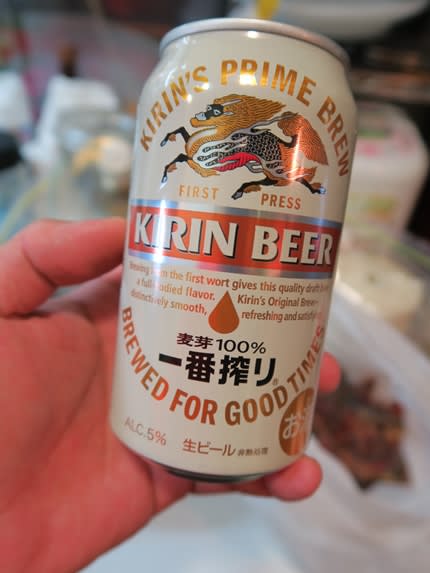 KIRIN'S PRIME BREW
FIRST PRESS
KIRIN BEER
Brewing from the first wort gives this quality draft
a full-bodied flavor. Kirin's Original Brew-
distinctively smooth, refreshing and satisfying
麦芽100%
一番搾り®
BREWED FOR GOOD TIMES
お
ALC.5%
生ビール 非熱処理